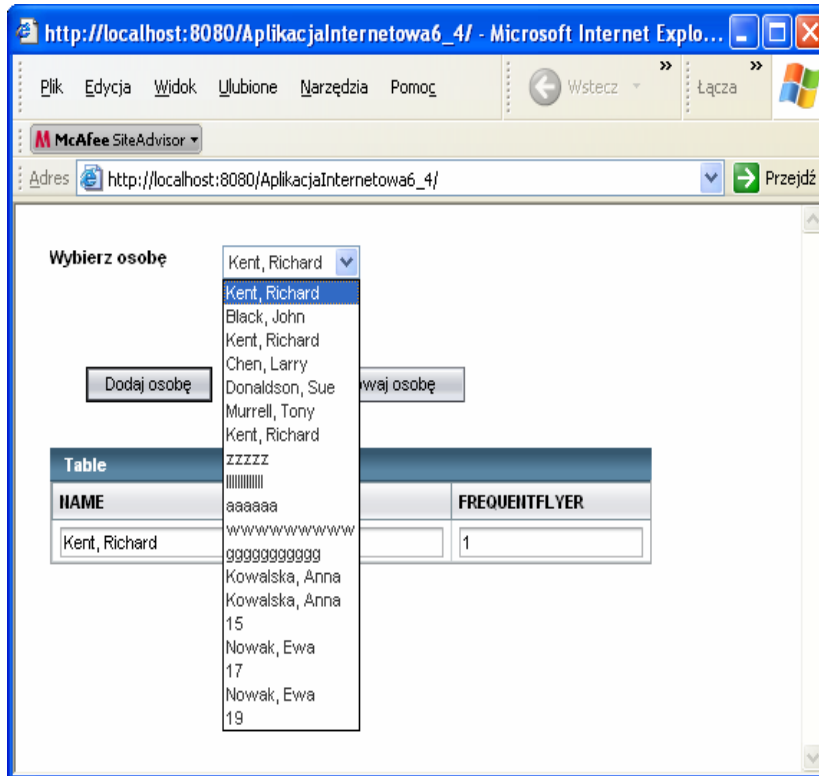 http://localhost:8080/AplikacjaInternetowa6_4/ - Microsoft Internet Explo...
Plik Edycja Widok Ulubione Narzędzia Pomoc Wstecz » Łącza »
McAfee SiteAdvisor
Adres http://localhost:8080/AplikacjaInternetowa6_4/ Przejdź
Wybierz osobę Kent, Richard
Kent, Richard
Black, John
Kent, Richard
Chen, Larry
Donaldson, Sue
Murrell, Tony
Kent, Richard
zzzzz
aaaaaa
wwwwwwwww
ggggggggggg
Kowalska, Anna
Kowalska, Anna
15
Nowak, Ewa
17
Nowak, Ewa
19
Dodaj osobę waj osobę
Table
NAME FREQUENTFLYER
Kent, Richard 1